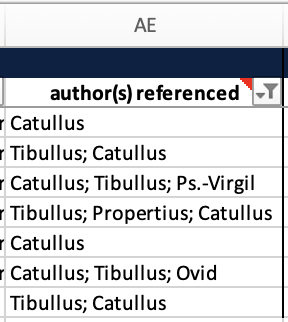 AE
author(s) referenced
Catullus
Tibullus; Catullus
Catullus; Tibullus; Ps.-Virgil
Tibullus; Propertius; Catullus
Catullus
Catullus; Tibullus; Ovid
Tibullus; Catullus